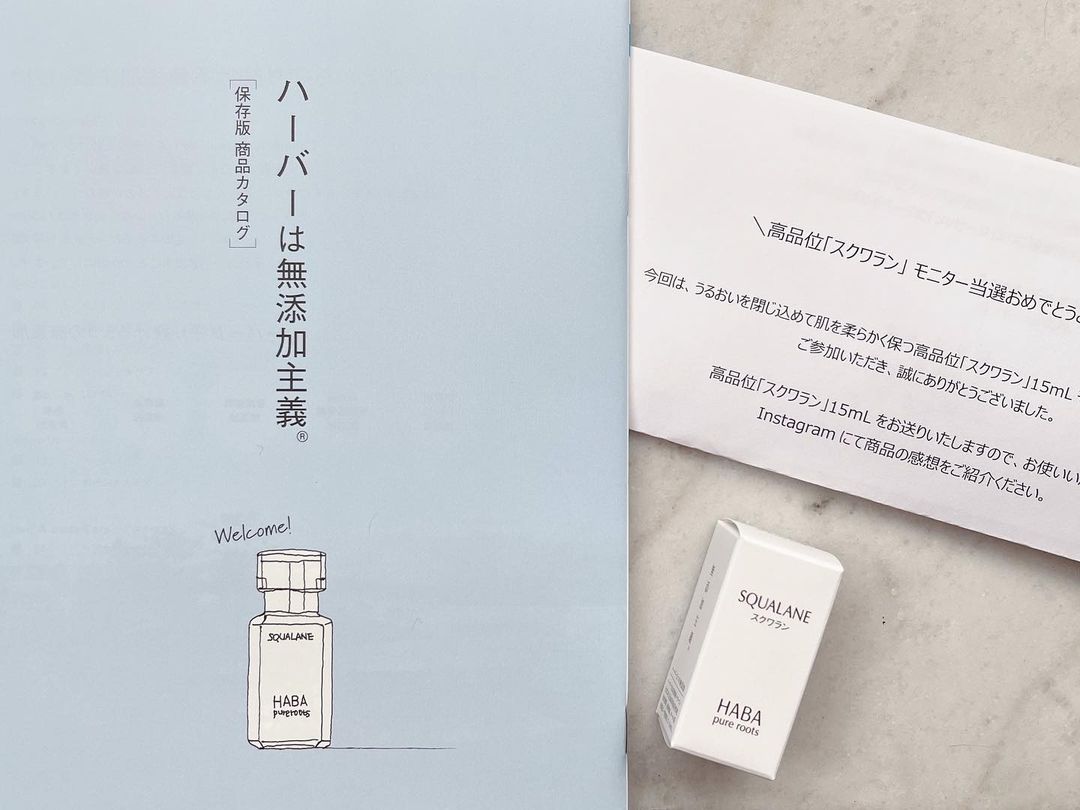 ハーバーは無添加主義®
[保存版 商品カタログ]
Welcome!
SQUALANE
HABA
pure roots
\高品位「スクワラン」 モニター当選おめでとう
今回は、うるおいを閉じ込めて肌を柔らかく保つ高品位「スクワラン」15mL
ご参加いただき、誠にありがとうございました。
高品位「スクワラン」15mL をお送りいたしますので、お使いい
Instagram にて商品の感想をご紹介ください。
SQUALANE
スクワラン
HABA
pure roots